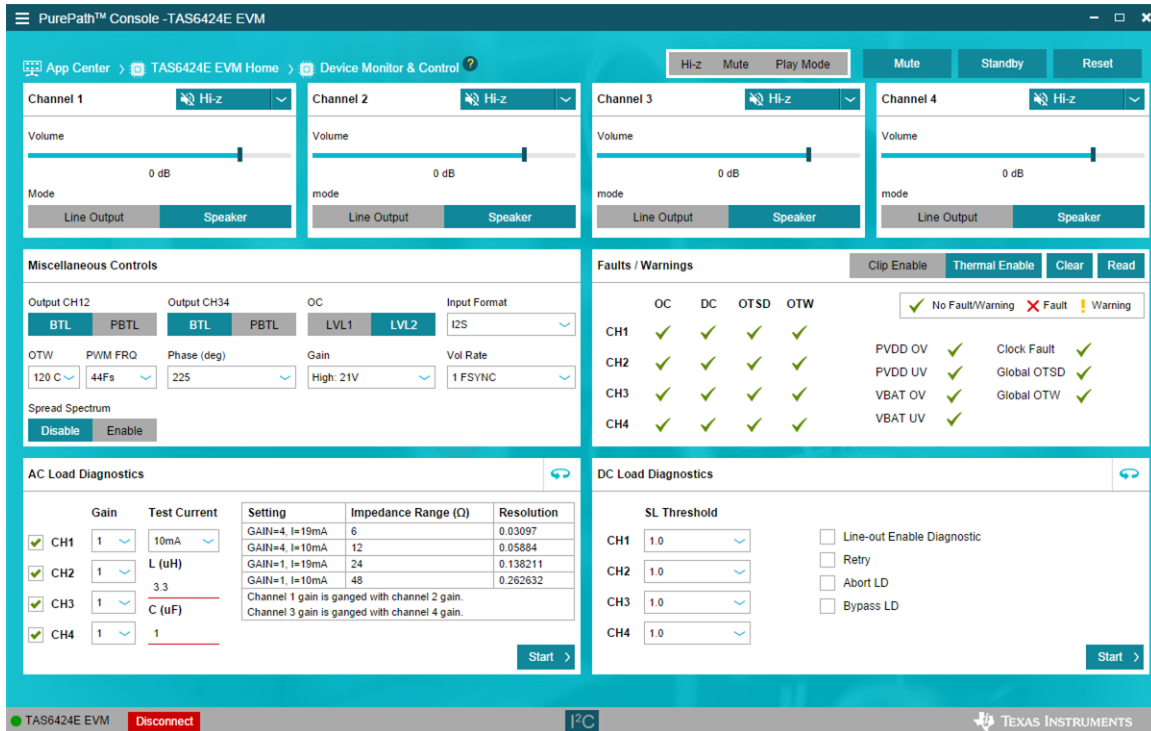 PurePath™ Console -TAS6424E EVM
App Center > TAS6424E EVM Home > Device Monitor & Control ?
Hi-z Mute Play Mode
Mute
Standby
Reset
Channel 1
Hi-z
Volume
0 dB
Mode
Line Output
Speaker
Channel 2
Hi-z
Volume
0 dB
mode
Line Output
Speaker
Channel 3
Hi-z
Volume
0 dB
mode
Line Output
Speaker
Channel 4
Hi-z
Volume
0 dB
mode
Line Output
Speaker
Miscellaneous Controls
Output CH12
BTL PBTL
Output CH34
BTL PBTL
OC
LVL1 LVL2
Input Format
I2S
OTW
120 C
PWM FRQ
44Fs
Phase (deg)
225
Gain
High: 21V
Vol Rate
1 FSYNC
Spread Spectrum
Disable Enable
Faults / Warnings
Clip Enable
Thermal Enable
Clear
Read
No Fault/Warning Fault Warning
OC DC OTSD OTW
CH1
CH2
CH3
CH4
PVDD OV
PVDD UV
VBAT OV
VBAT UV
Clock Fault
Global OTSD
Global OTW
AC Load Diagnostics
Gain
Test Current
CH1 1
CH2 1
CH3 1
CH4 1
10mA
L (uH)
3.3
C (uF)
1
Setting Impedance Range (Ω) Resolution
GAIN=4, I=19mA 6 0.03097
GAIN=4, I=10mA 12 0.05884
GAIN=1, I=19mA 24 0.138211
GAIN=1, I=10mA 48 0.262632
Channel 1 gain is ganged with channel 2 gain.
Channel 3 gain is ganged with channel 4 gain.
Start >
DC Load Diagnostics
SL Threshold
CH1 1.0
CH2 1.0
CH3 1.0
CH4 1.0
Line-out Enable Diagnostic
Retry
Abort LD
Bypass LD
Start >
TAS6424E EVM
Disconnect
I²C
TEXAS INSTRUMENTS